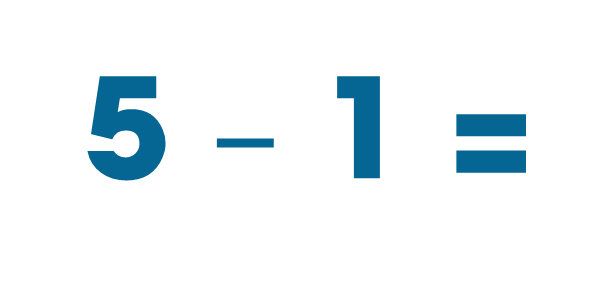 5 – 1 =